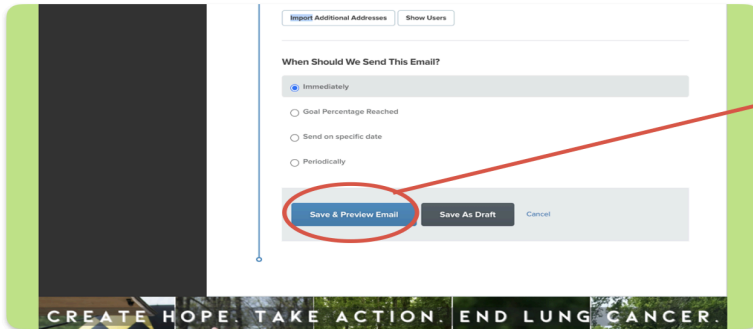 Import Additional Addresses Show Users
When Should We Send This Email?
Immediately
Goal Percentage Reached
Send on specific date
Periodically
Save & Preview Email Save As Draft Cancel
CREATE HOPE. TAKE ACTION. END LUNG CANCER.